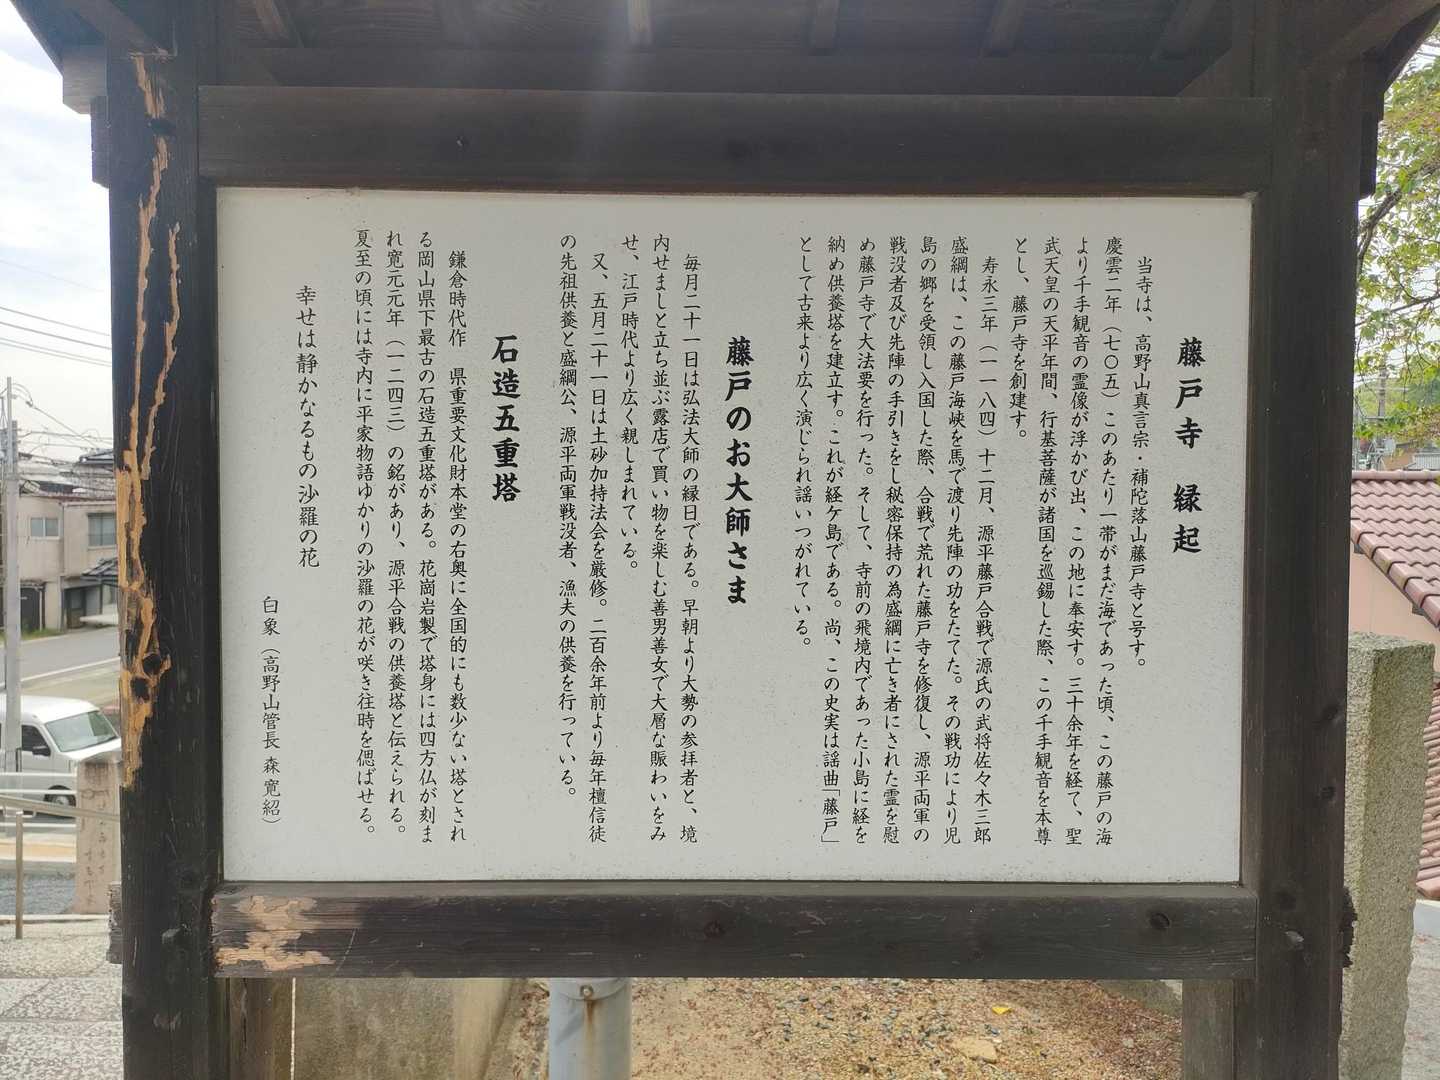 藤戸寺　縁起
当寺は、高野山真言宗・補陀落山藤戸寺と号す。
慶雲二年（七〇五）このあたり一帯がまだ海であった頃、この藤戸の海
より千手観音の霊像が浮かび出、この地に奉安す。三十余年を経て、聖
武天皇の天平年間、行基菩薩が諸国を巡錫した際、この千手観音を本尊
とし、藤戸寺を創建す。
寿永三年（一一八四）十二月、源平藤戸合戦で源氏の武将佐々木三郎
盛綱は、この藤戸海峡を馬で渡り先陣の功をたてた。その戦功により児
島の郷を受領し入国した際、合戦で荒れた藤戸寺を修復し、源平両軍の
戦没者及び先陣の手引きをし秘密保持の為盛綱に亡き者にされた霊を慰
め藤戸寺で大法要を行った。そして、寺前の飛境内であった小島に経を
納め供養塔を建立す。これが経ケ島である。尚、この史実は謡曲「藤戸」
として古来より広く演じられ謡いつがれている。
藤戸のお大師さま
毎月二十一日は弘法大師の縁日である。早朝より大勢の参拝者と、境
内せましと立ち並ぶ露店で買い物を楽しむ善男善女で大層な賑わいをみ
せ、江戸時代より広く親しまれている。
又、五月二十一日は土砂加持法会を厳修。二百余年前より毎年檀信徒
の先祖供養と盛綱公、源平両軍戦没者、漁夫の供養を行っている。
石造五重塔
鎌倉時代作　県重要文化財本堂の右奥に全国的にも数少ない塔とされ
る岡山県下最古の石造五重塔がある。花崗岩製で塔身には四方仏が刻ま
れ寛元元年（一二四三）の銘があり、源平合戦の供養塔と伝えられる。
夏至の頃には寺内に平家物語ゆかりの沙羅の花が咲き往時を偲ばせる。
幸せは静かなるもの沙羅の花
白象（高野山管長 森 寛紹）